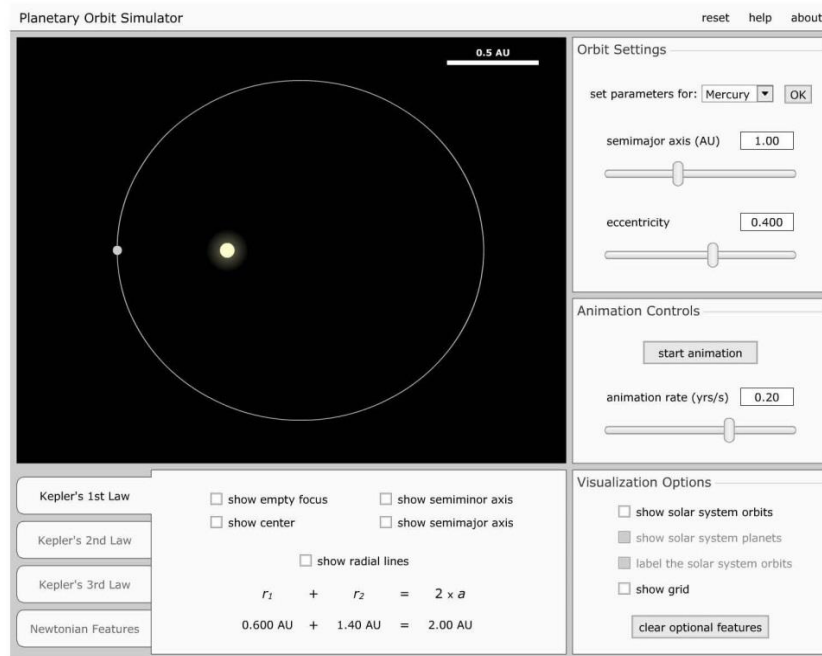 Planetary Orbit Simulator
reset help about
0.5 AU
Orbit Settings
set parameters for: Mercury OK
semimajor axis (AU) 1.00
eccentricity 0.400
Animation Controls
start animation
animation rate (yrs/s) 0.20
Kepler's 1st Law
Kepler's 2nd Law
Kepler's 3rd Law
Newtonian Features
show empty focus show semiminor axis
show center show semimajor axis
show radial lines
r₁ + r₂ = 2 x a
0.600 AU + 1.40 AU = 2.00 AU
Visualization Options
show solar system orbits
show solar system planets
label the solar system orbits
show grid
clear optional features